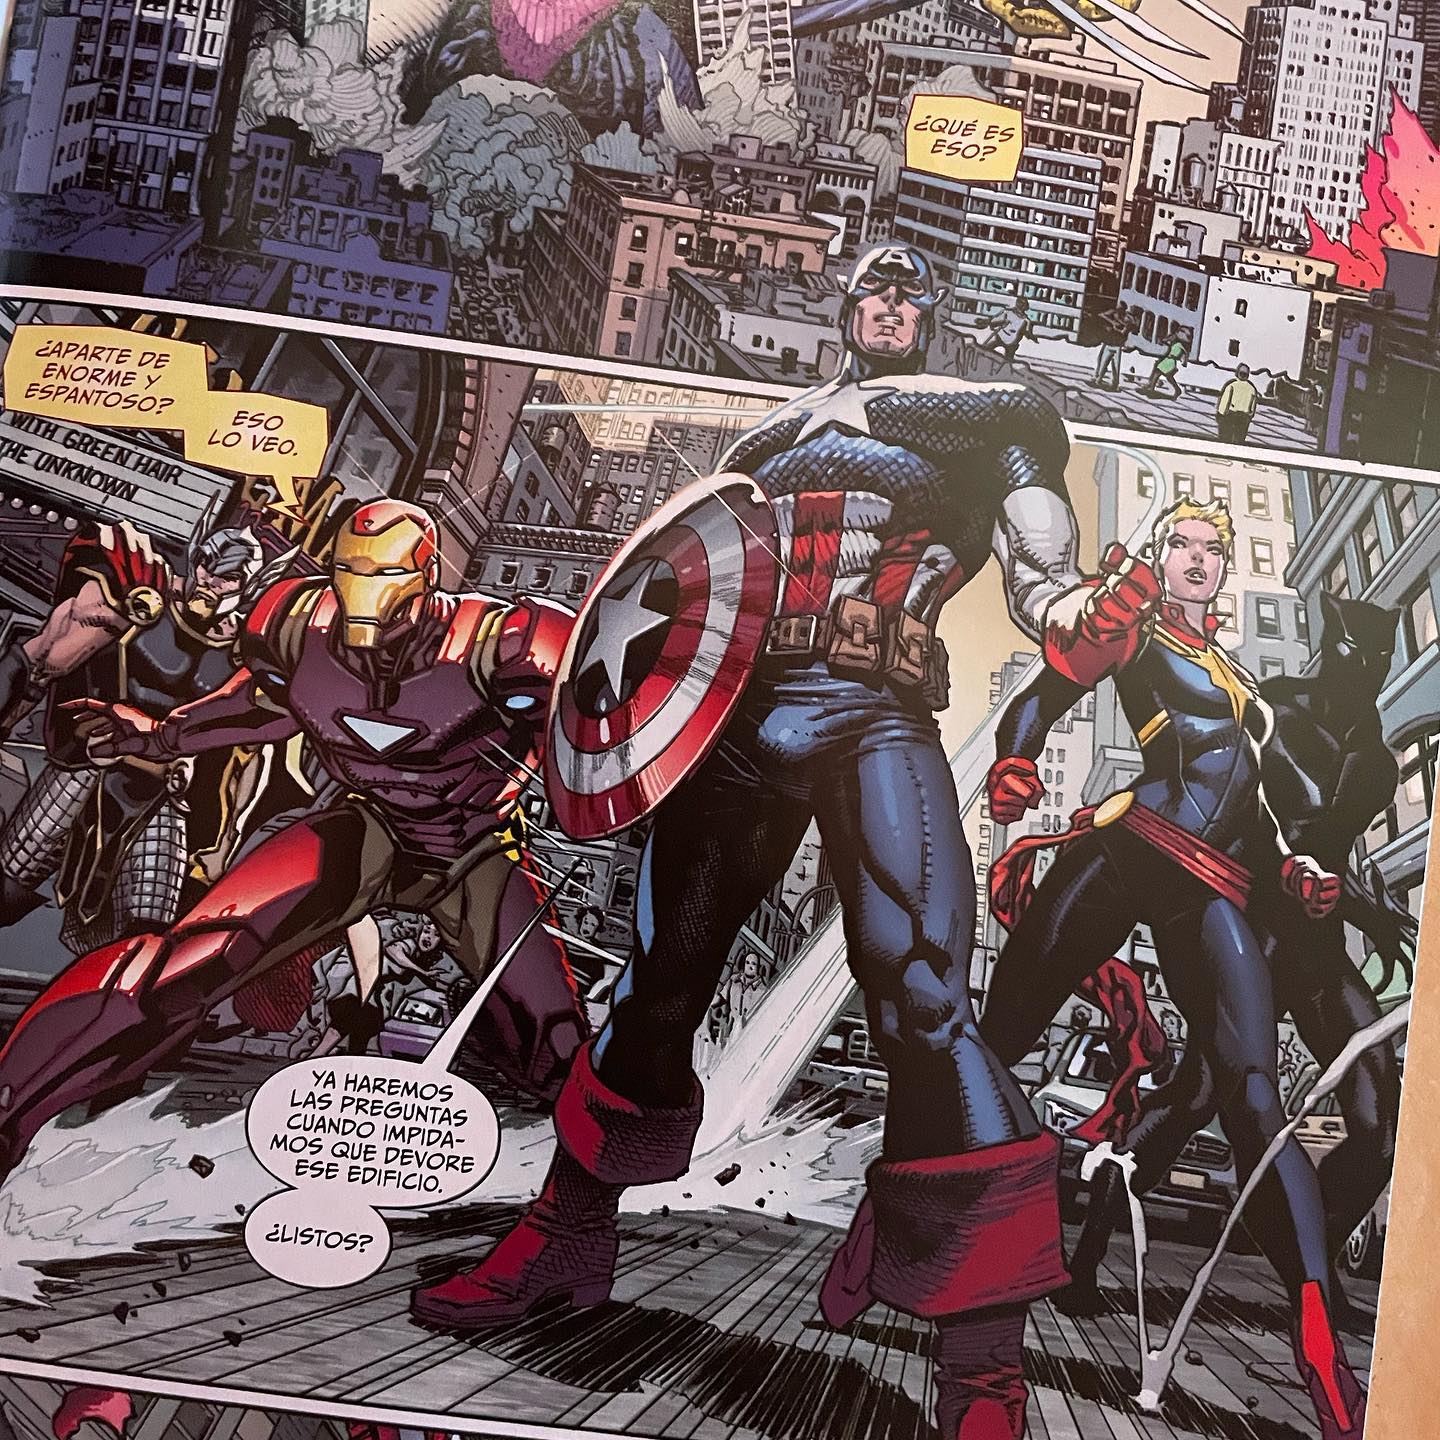 ¿QUÉ ES
ESO?
¿APARTE DE
ENORME Y
ESPANTOSO?
ESO
LO VEO.
WITH GREEN HAIR
THE UNKNOWN
YA HAREMOS
LAS PREGUNTAS
CUANDO IMPIDA-
MOS QUE DEVORE
ESE EDIFICIO.
¿LISTOS?